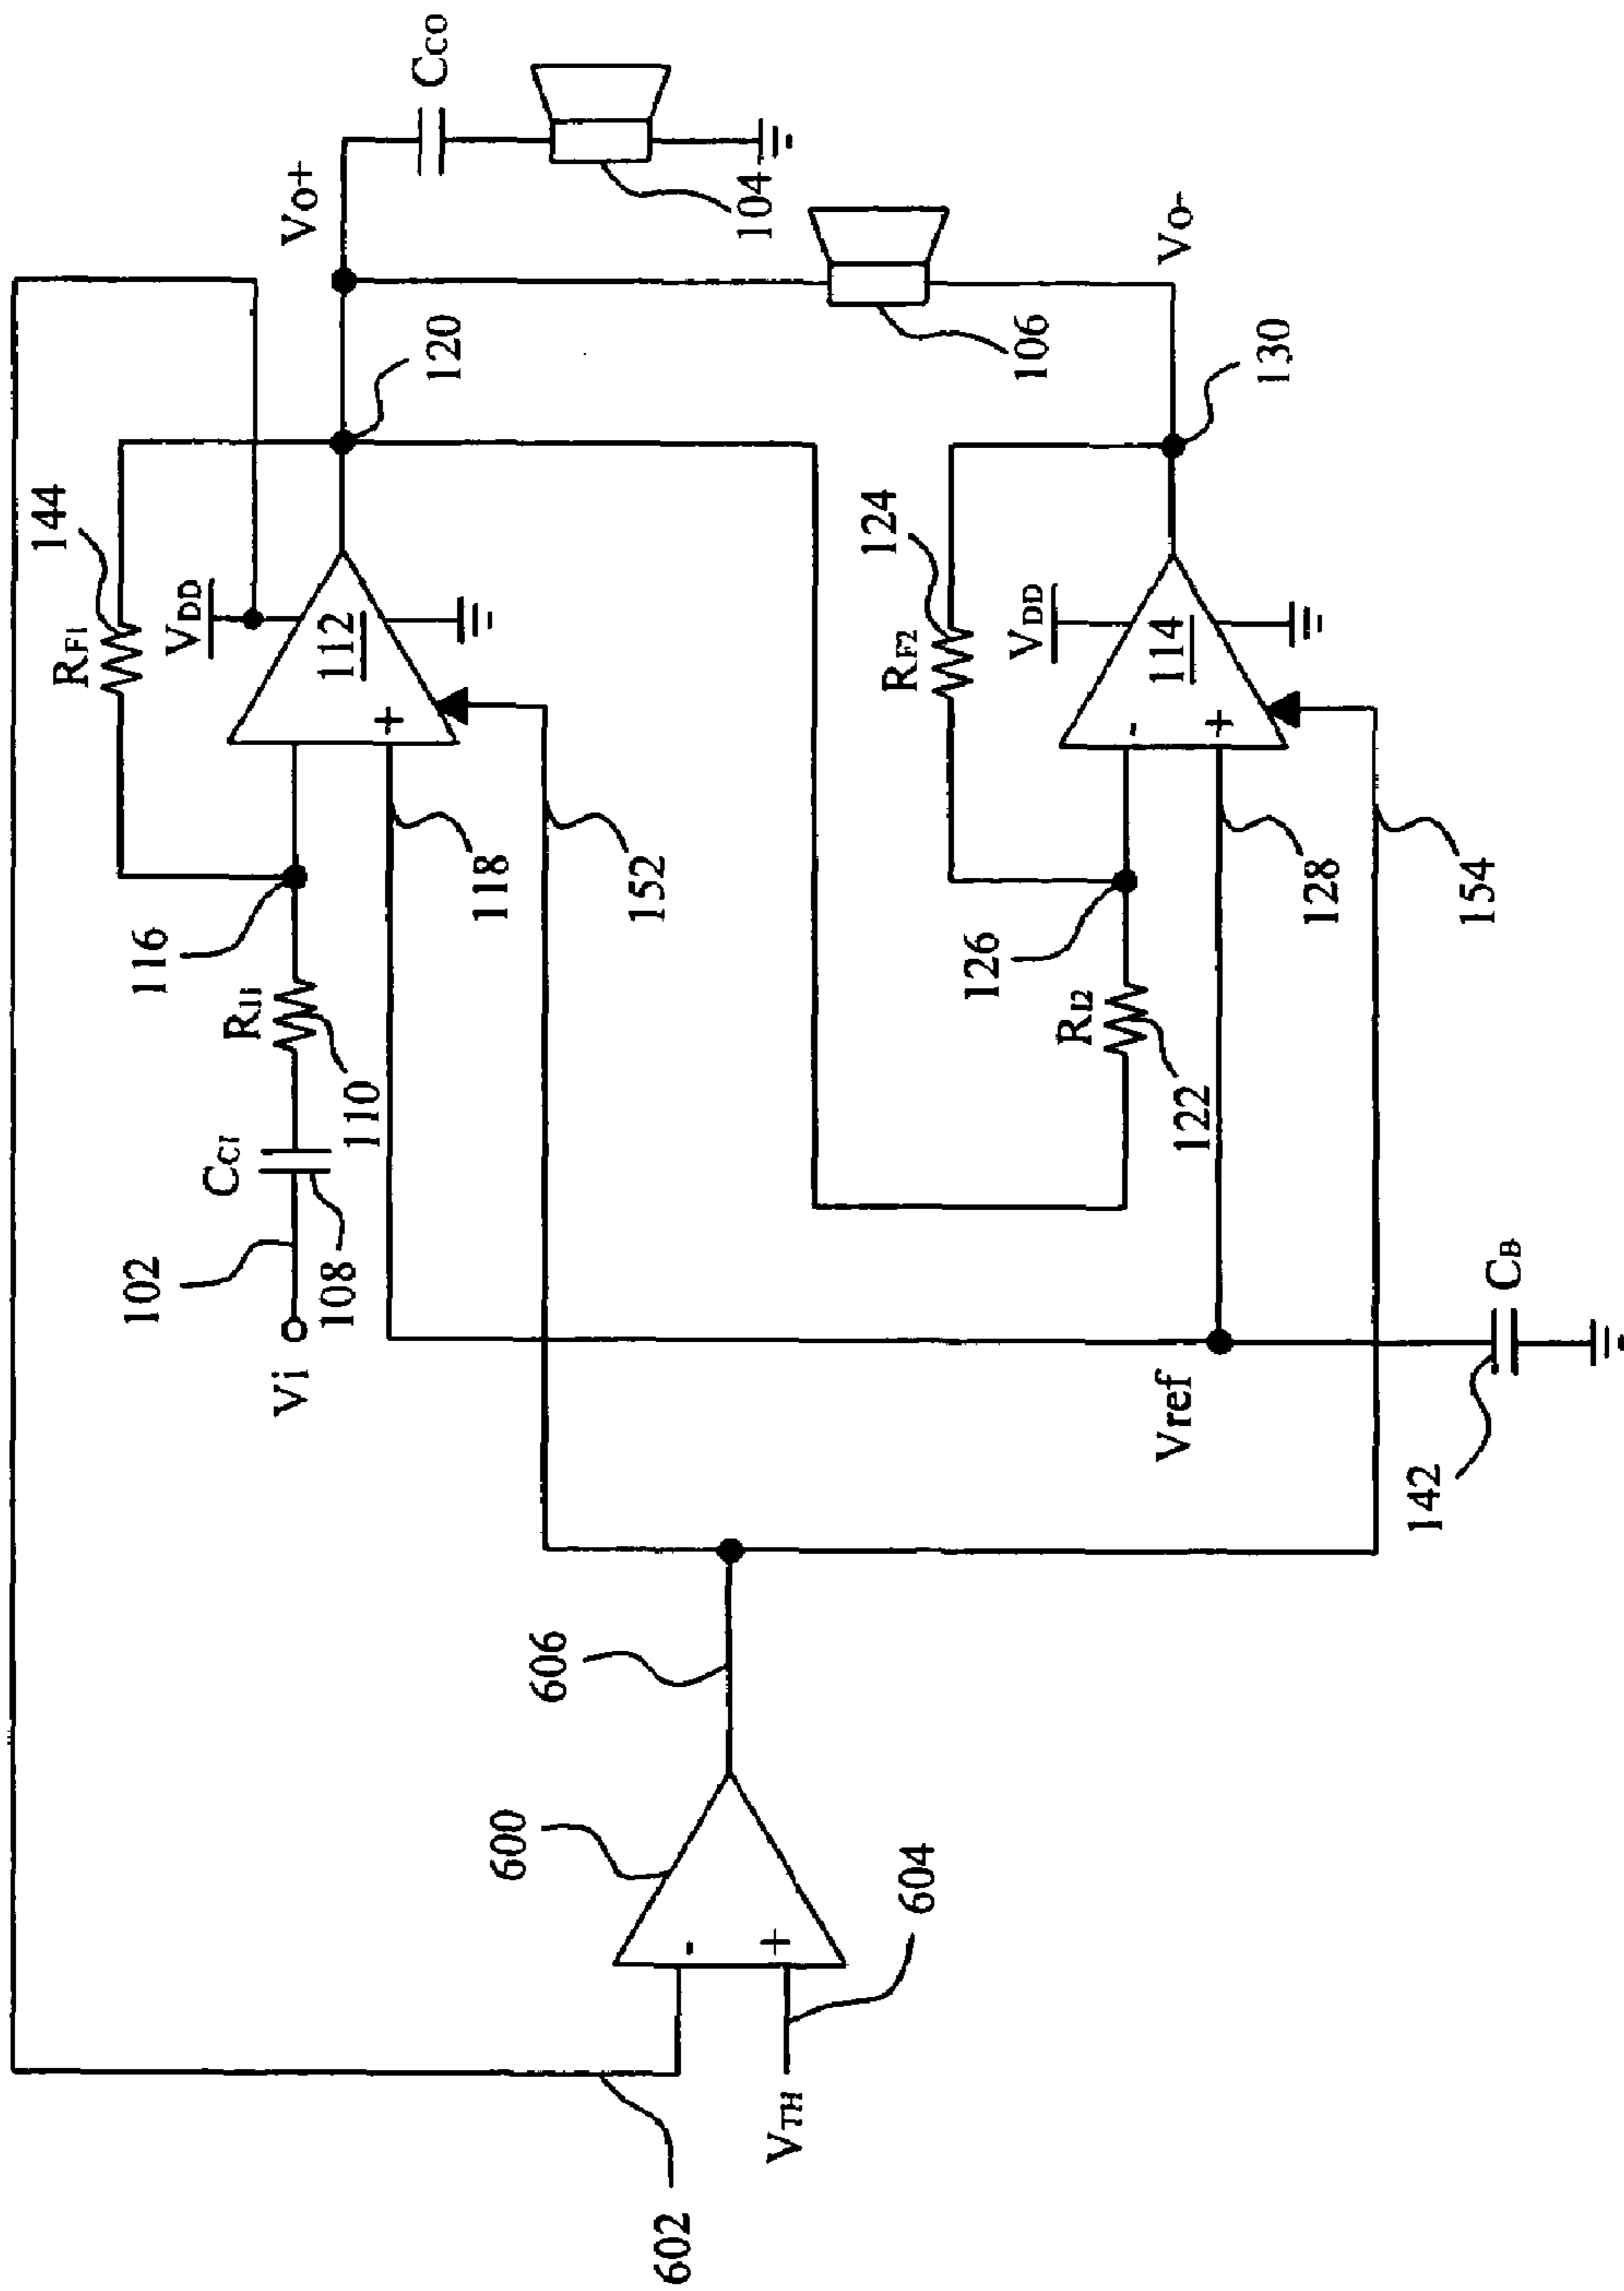 144
RF1
VDD
Vo+
CCO
116
112
+
120
104
102
CCI
RI1
Vi
108
110
118
152
106
124
RF2
VDD
Vo-
126
-
114
+
130
RI2
122
128
154
Vref
142
CB
606
600
-
+
604
VTH
602